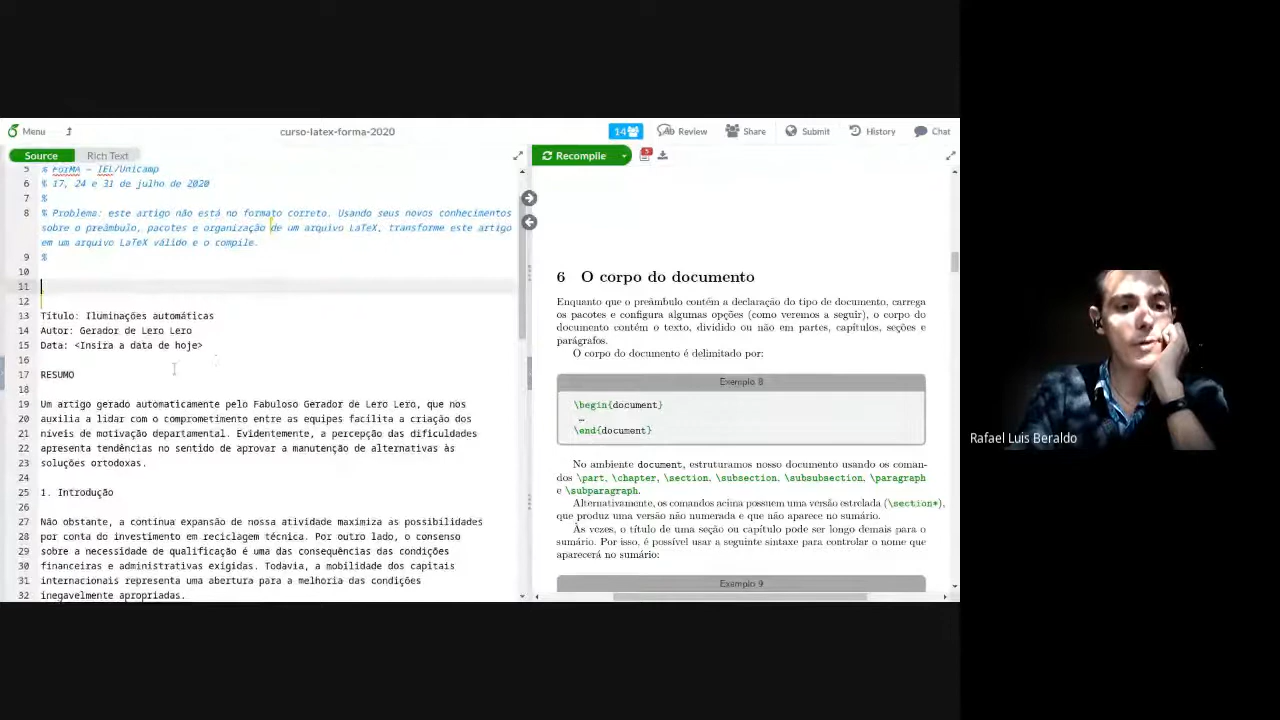 Menu
curso-latex-forma-2020
14
Review
Share
Submit
History
Chat
Source
Rich Text
Recompile
5 % FORMA – IEL/Unicamp
6 % 17, 24 e 31 de julho de 2020
7 %
8 % Problema: este artigo não está no formato correto. Usando seus novos conhecimentos
sobre o preâmbulo, pacotes e organização de um arquivo LaTeX, transforme este artigo
em um arquivo LaTeX válido e o compile.
9 %
10
11
12
13 Título: Iluminações automáticas
14 Autor: Gerador de Lero Lero
15 Data: <Insira a data de hoje>
16
17 RESUMO
18
19 Um artigo gerado automaticamente pelo Fabuloso Gerador de Lero Lero, que nos
20 auxilia a lidar com o comprometimento entre as equipes facilita a criação dos
21 níveis de motivação departamental. Evidentemente, a percepção das dificuldades
22 apresenta tendências no sentido de aprovar a manutenção de alternativas às
23 soluções ortodoxas.
24
25 1. Introdução
26
27 Não obstante, a contínua expansão de nossa atividade maximiza as possibilidades
28 por conta do investimento em reciclagem técnica. Por outro lado, o consenso
29 sobre a necessidade de qualificação é uma das consequências das condições
30 financeiras e administrativas exigidas. Todavia, a mobilidade dos capitais
31 internacionais representa uma abertura para a melhoria das condições
32 inegavelmente apropriadas.
6 O corpo do documento
Enquanto que o preâmbulo contém a declaração do tipo de documento, carrega
os pacotes e configura algumas opções (como veremos a seguir), o corpo do
documento contém o texto, dividido ou não em partes, capítulos, seções e
parágrafos.
O corpo do documento é delimitado por:
Exemplo 8
\begin{document}
…
\end{document}
No ambiente document, estruturamos nosso documento usando os coman-
dos \part, \chapter, \section, \subsection, \subsubsection, \paragraph
e \subparagraph.
Alternativamente, os comandos acima possuem uma versão estrelada (\section*),
que produz uma versão não numerada e que não aparece no sumário.
Às vezes, o título de uma seção ou capítulo pode ser longo demais para o
sumário. Por isso, é possível usar a seguinte sintaxe para controlar o nome que
aparecerá no sumário:
Exemplo 9
Rafael Luis Beraldo